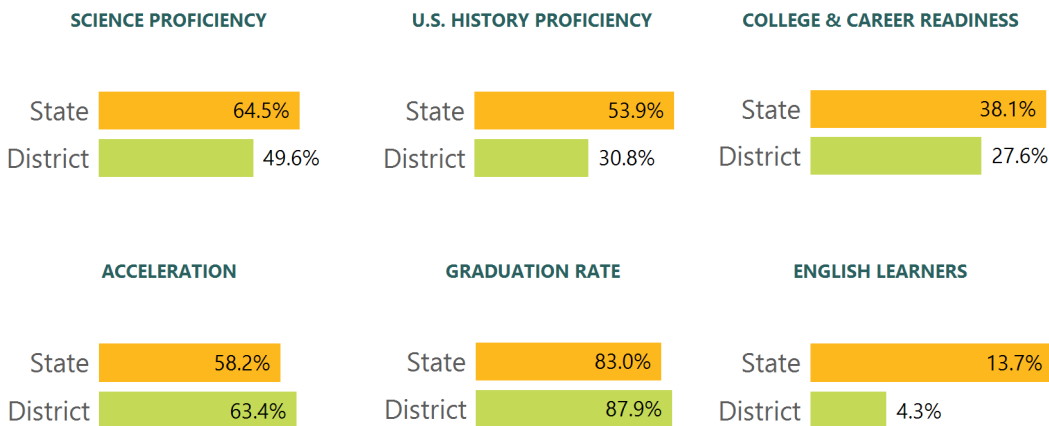 SCIENCE PROFICIENCY
State 64.5%
District 49.6%
U.S. HISTORY PROFICIENCY
State 53.9%
District 30.8%
COLLEGE & CAREER READINESS
State 38.1%
District 27.6%
ACCELERATION
State 58.2%
District 63.4%
GRADUATION RATE
State 83.0%
District 87.9%
ENGLISH LEARNERS
State 13.7%
District 4.3%